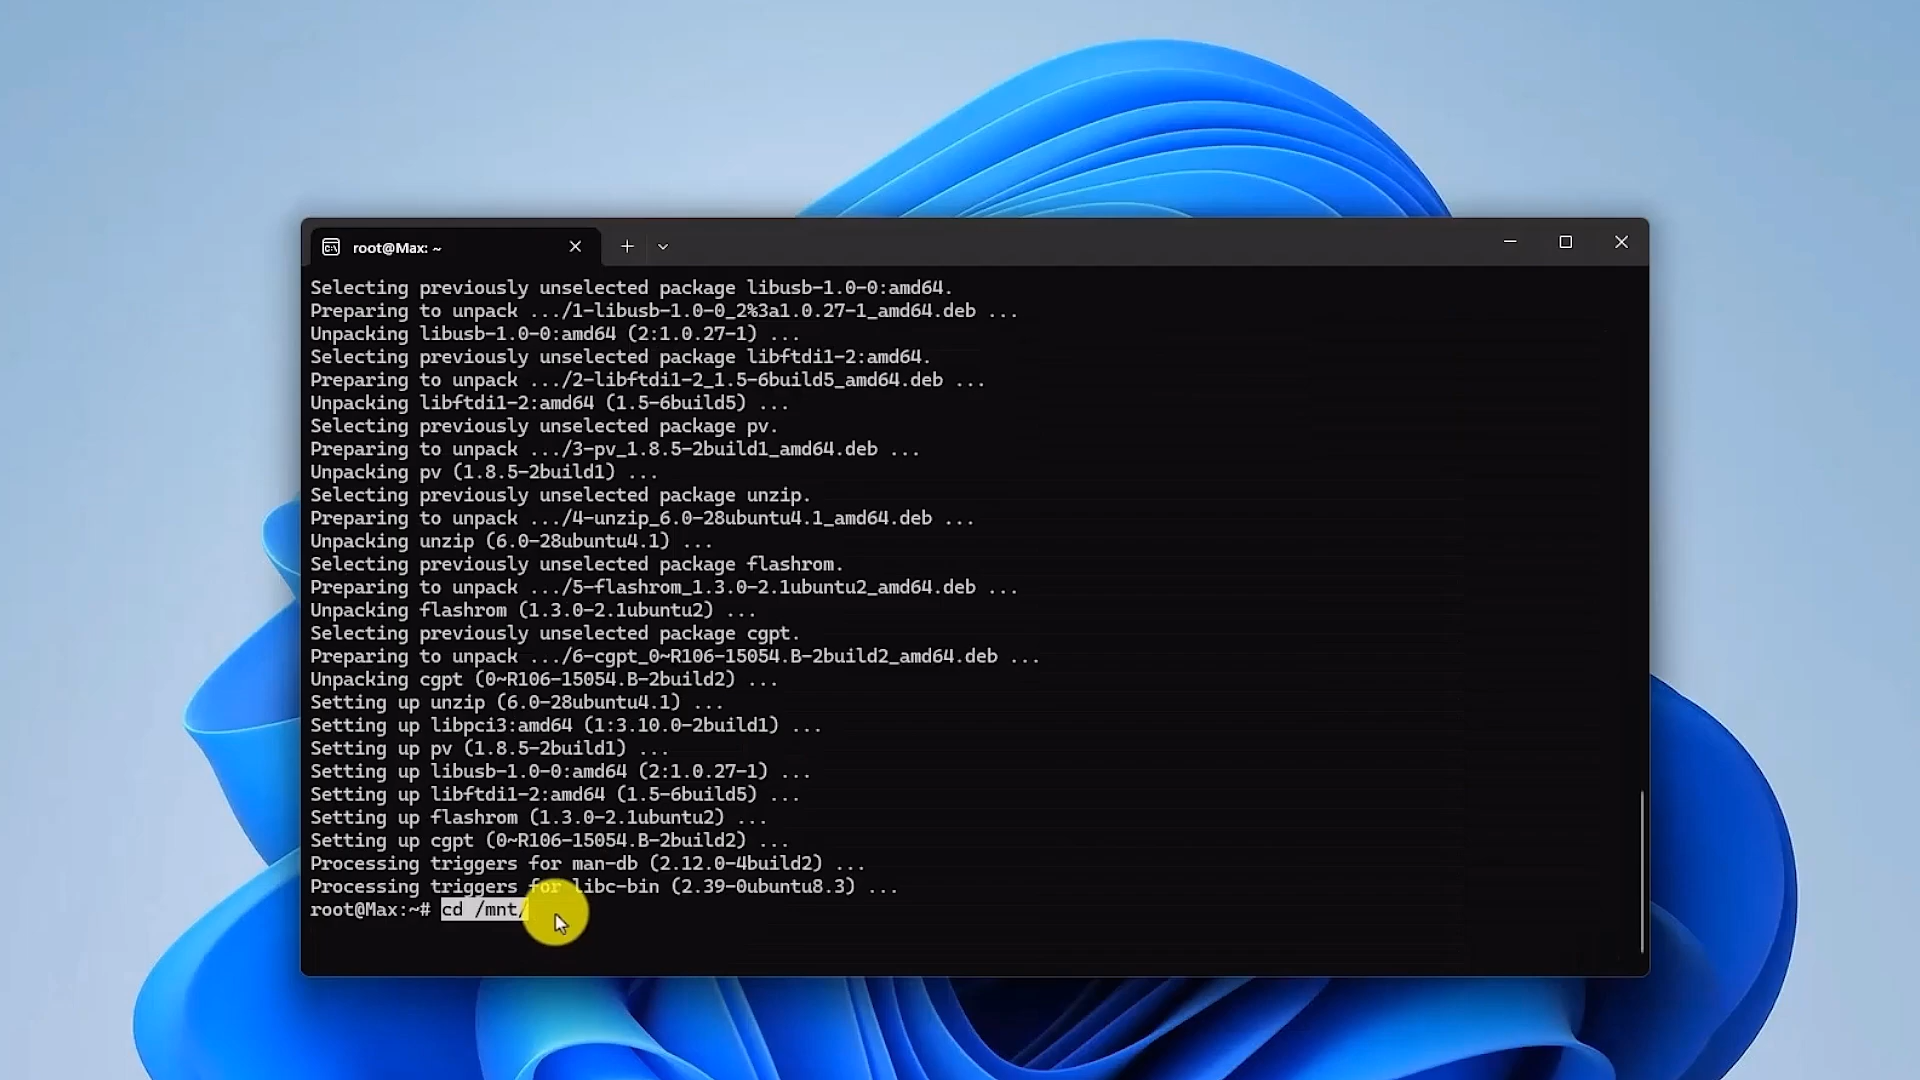 root@Max: ~
Selecting previously unselected package libusb-1.0-0:amd64.
Preparing to unpack .../1-libusb-1.0-0_2%3a1.0.27-1_amd64.deb ...
Unpacking libusb-1.0-0:amd64 (2:1.0.27-1) ...
Selecting previously unselected package libftdi1-2:amd64.
Preparing to unpack .../2-libftdi1-2_1.5-6build5_amd64.deb ...
Unpacking libftdi1-2:amd64 (1.5-6build5) ...
Selecting previously unselected package pv.
Preparing to unpack .../3-pv_1.8.5-2build1_amd64.deb ...
Unpacking pv (1.8.5-2build1) ...
Selecting previously unselected package unzip.
Preparing to unpack .../4-unzip_6.0-28ubuntu4.1_amd64.deb ...
Unpacking unzip (6.0-28ubuntu4.1) ...
Selecting previously unselected package flashrom.
Preparing to unpack .../5-flashrom_1.3.0-2.1ubuntu2_amd64.deb ...
Unpacking flashrom (1.3.0-2.1ubuntu2) ...
Selecting previously unselected package cgpt.
Preparing to unpack .../6-cgpt_0~R106-15054.B-2build2_amd64.deb ...
Unpacking cgpt (0~R106-15054.B-2build2) ...
Setting up unzip (6.0-28ubuntu4.1) ...
Setting up libpci3:amd64 (1:3.10.0-2build1) ...
Setting up pv (1.8.5-2build1) ...
Setting up libusb-1.0-0:amd64 (2:1.0.27-1) ...
Setting up libftdi1-2:amd64 (1.5-6build5) ...
Setting up flashrom (1.3.0-2.1ubuntu2) ...
Setting up cgpt (0~R106-15054.B-2build2) ...
Processing triggers for man-db (2.12.0-4build2) ...
Processing triggers for libc-bin (2.39-0ubuntu8.3) ...
root@Max:~# cd /mnt/